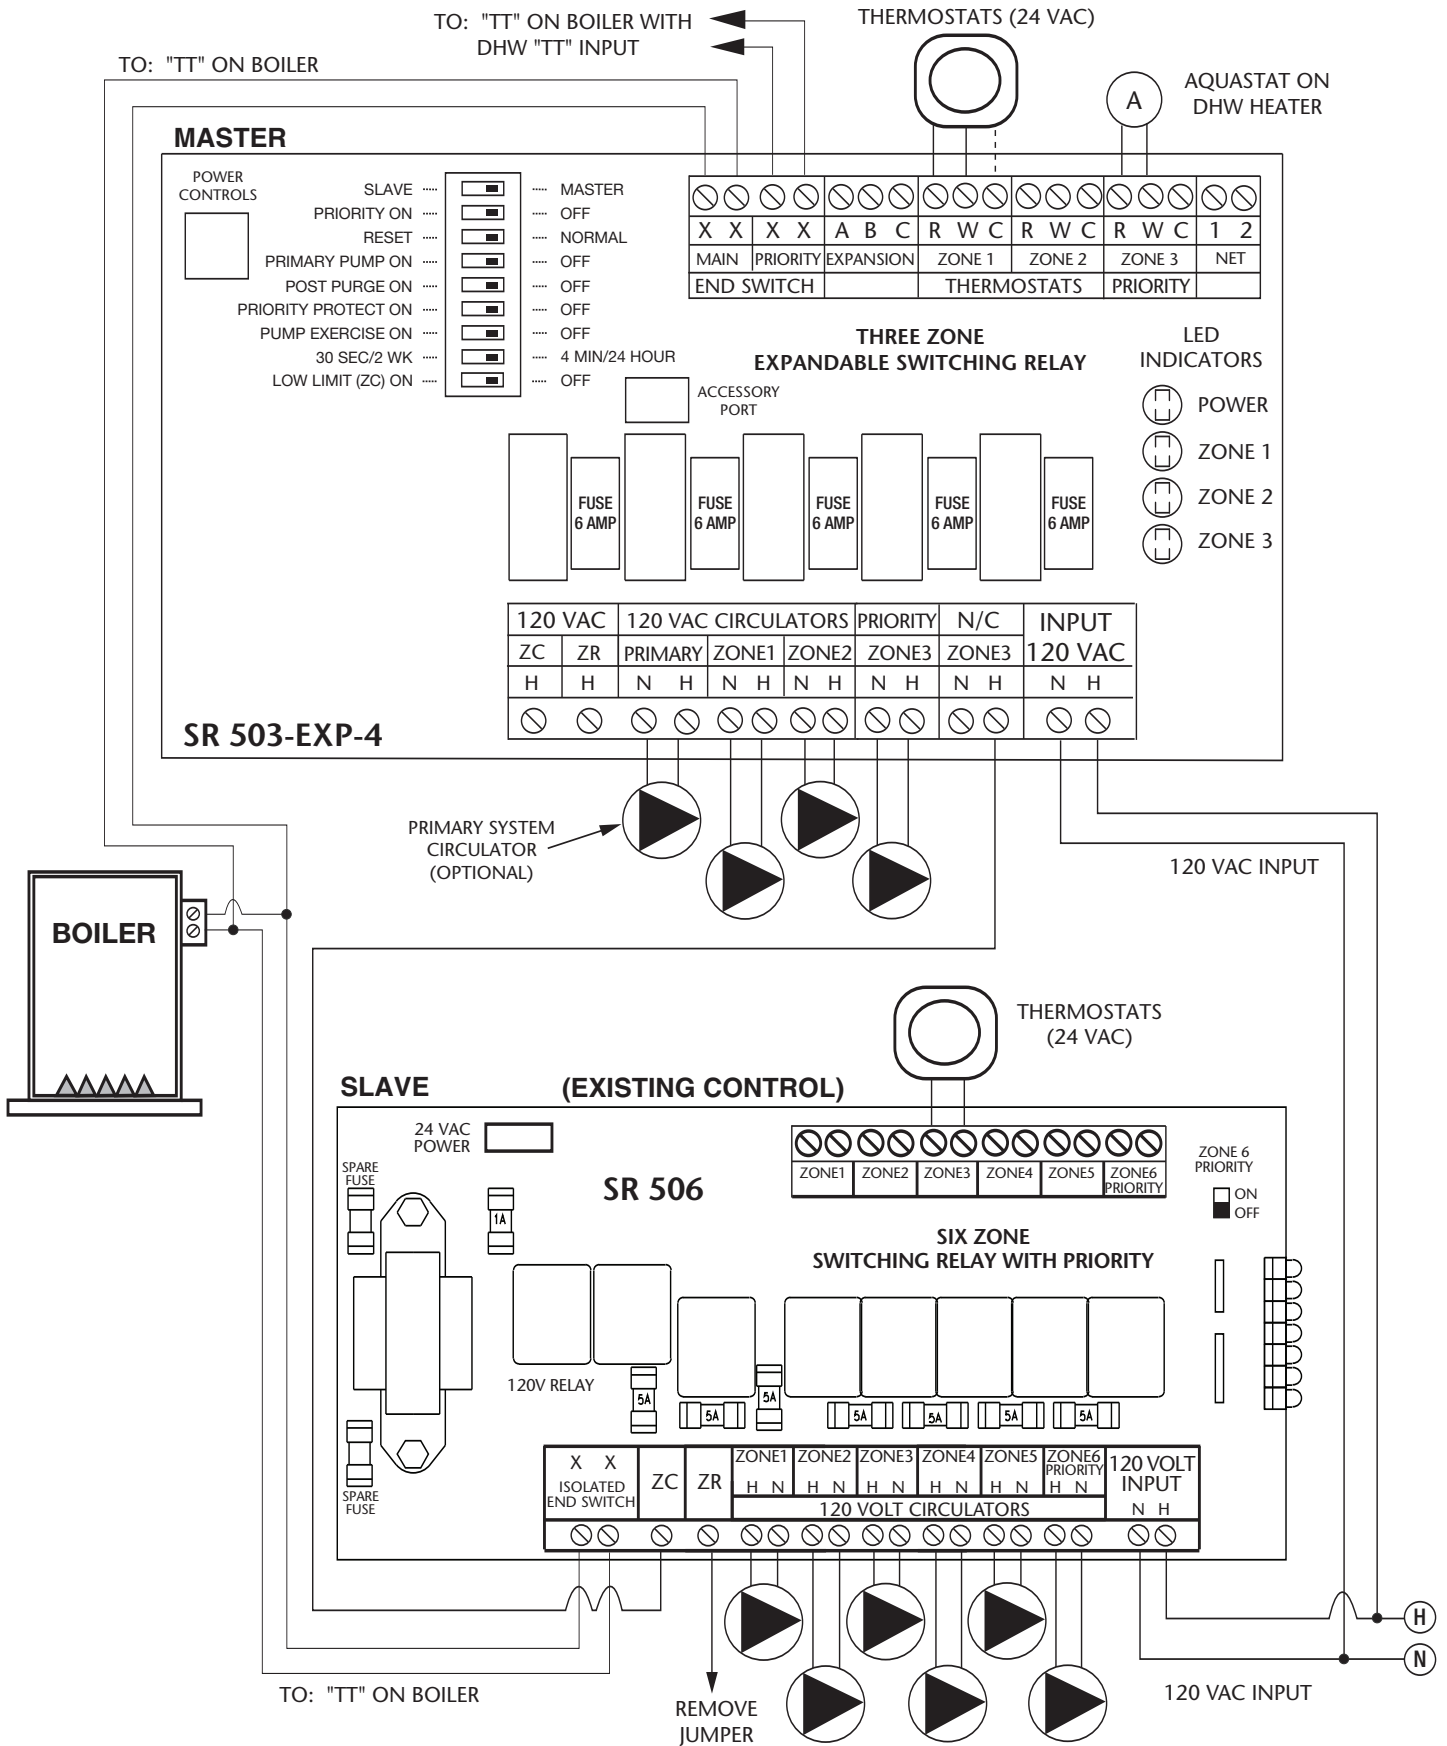 TO: "TT" ON BOILER WITH
DHW "TT" INPUT
THERMOSTATS (24 VAC)
TO: "TT" ON BOILER
AQUASTAT ON
DHW HEATER
A
MASTER
POWER
CONTROLS
SLAVE ..... ..... MASTER
PRIORITY ON ..... ..... OFF
RESET ..... ..... NORMAL
PRIMARY PUMP ON ..... ..... OFF
POST PURGE ON ..... ..... OFF
PRIORITY PROTECT ON ..... ..... OFF
PUMP EXERCISE ON ..... ..... OFF
30 SEC/2 WK ..... ..... 4 MIN/24 HOUR
LOW LIMIT (ZC) ON ..... ..... OFF
X X X X A B C R W C R W C R W C 1 2
MAIN PRIORITY EXPANSION ZONE 1 ZONE 2 ZONE 3 NET
END SWITCH THERMOSTATS PRIORITY
THREE ZONE
EXPANDABLE SWITCHING RELAY
LED
INDICATORS
POWER
ZONE 1
ZONE 2
ZONE 3
ACCESSORY
PORT
FUSE
6 AMP
FUSE
6 AMP
FUSE
6 AMP
FUSE
6 AMP
FUSE
6 AMP
120 VAC 120 VAC CIRCULATORS PRIORITY N/C INPUT
120 VAC
ZC ZR PRIMARY ZONE1 ZONE2 ZONE3 ZONE3
H H N H N H N H N H N H N H
SR 503-EXP-4
PRIMARY SYSTEM
CIRCULATOR
(OPTIONAL)
120 VAC INPUT
BOILER
THERMOSTATS
(24 VAC)
SLAVE (EXISTING CONTROL)
24 VAC
POWER
SPARE
FUSE
1A
SR 506
ZONE1 ZONE2 ZONE3 ZONE4 ZONE5 ZONE6
PRIORITY
ZONE 6
PRIORITY
ON
OFF
SIX ZONE
SWITCHING RELAY WITH PRIORITY
120V RELAY
5A
5A
5A
5A
5A
5A
5A
SPARE
FUSE
X X
ISOLATED
END SWITCH
ZC ZR
ZONE1 ZONE2 ZONE3 ZONE4 ZONE5 ZONE6
PRIORITY
H N H N H N H N H N H N
120 VOLT CIRCULATORS
120 VOLT
INPUT
N H
H
N
TO: "TT" ON BOILER
REMOVE
JUMPER
120 VAC INPUT